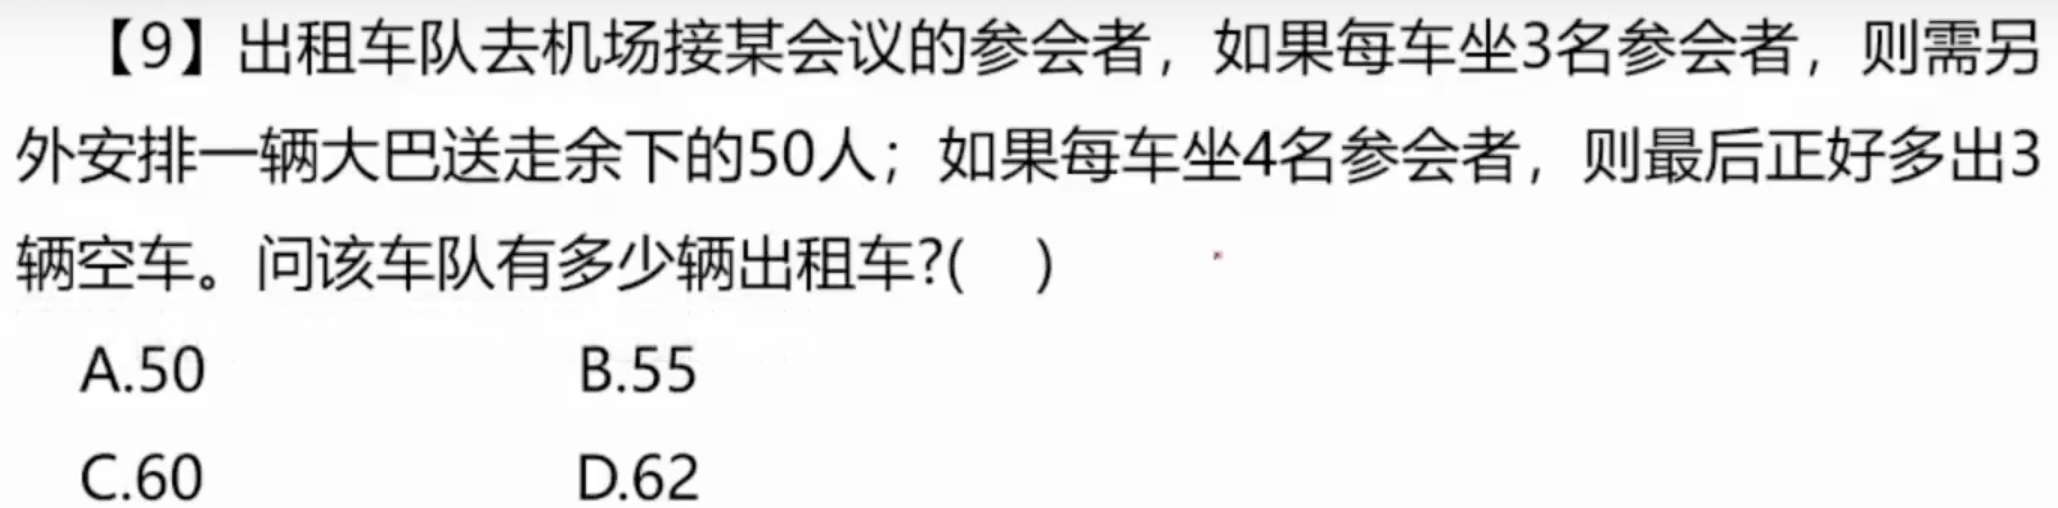 【9】出租车队去机场接某会议的参会者，如果每车坐3名参会者，则需另
外安排一辆大巴送走余下的50人；如果每车坐4名参会者，则最后正好多出3
辆空车。问该车队有多少辆出租车?(    )
A.50    B.55
C.60    D.62